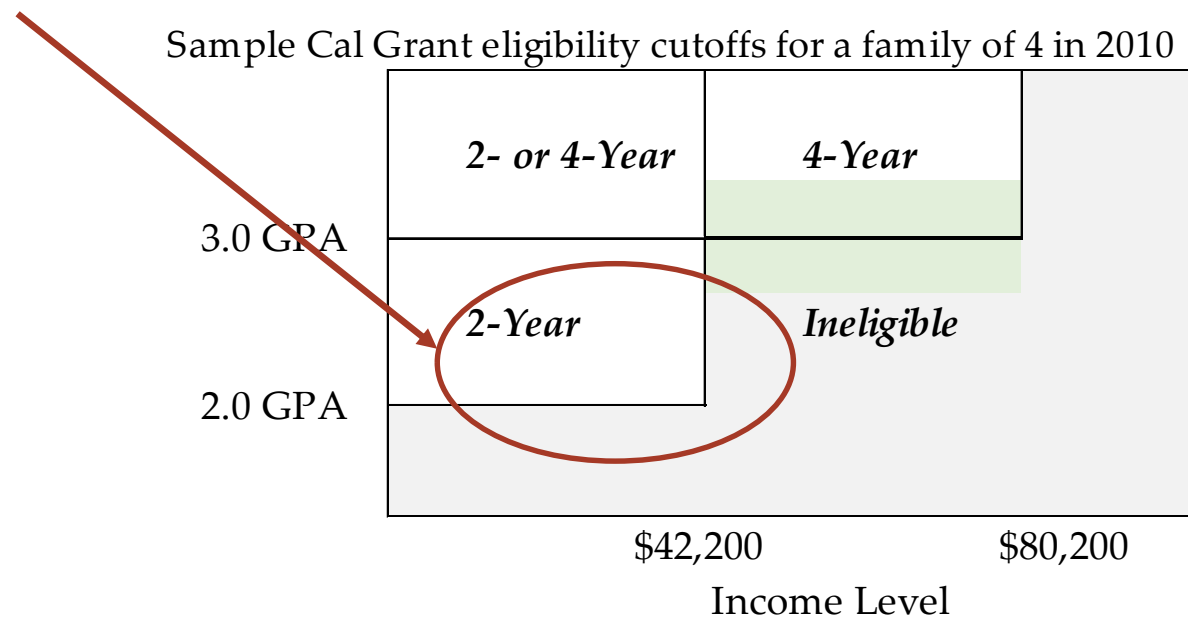 Sample Cal Grant eligibility cutoffs for a family of 4 in 2010
2- or 4-Year
4-Year
3.0 GPA
2-Year
Ineligible
2.0 GPA
$42,200
$80,200
Income Level